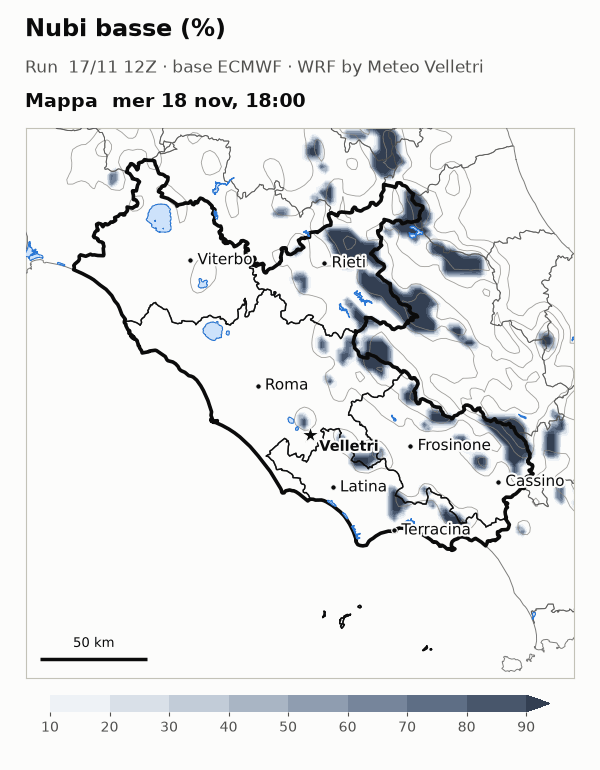 Nubi basse (%)
Run 17/11 12Z · base ECMWF · WRF by Meteo Velletri
Mappa mer 18 nov, 18:00
Viterbo
Rieti
Roma
Velletri
Frosinone
Latina
Cassino
Terracina
50 km
10 20 30 40 50 60 70 80 90